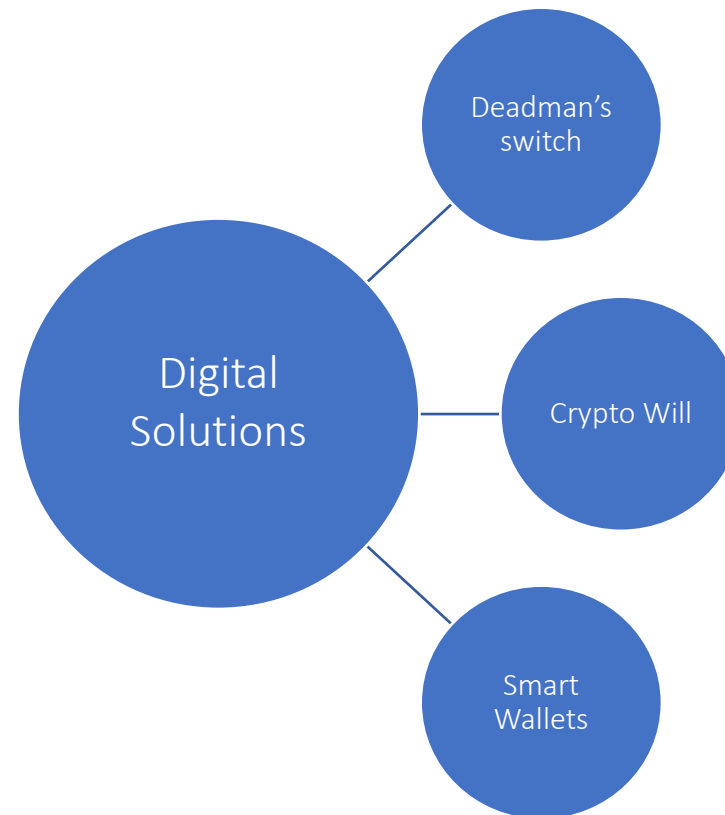 Deadman’s
switch
Digital
Solutions
Crypto Will
Smart
Wallets